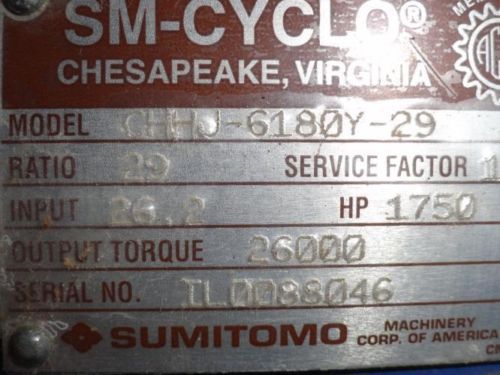 SM-CYCLO®
CHESAPEAKE, VIRGINIA
MODEL CHHJ-6180Y-29
RATIO 29 SERVICE FACTOR 1
INPUT 26.2 HP 1750
OUTPUT TORQUE 26000
SERIAL NO. IL0088046
SUMITOMO MACHINERY
CORP. OF AMERICA